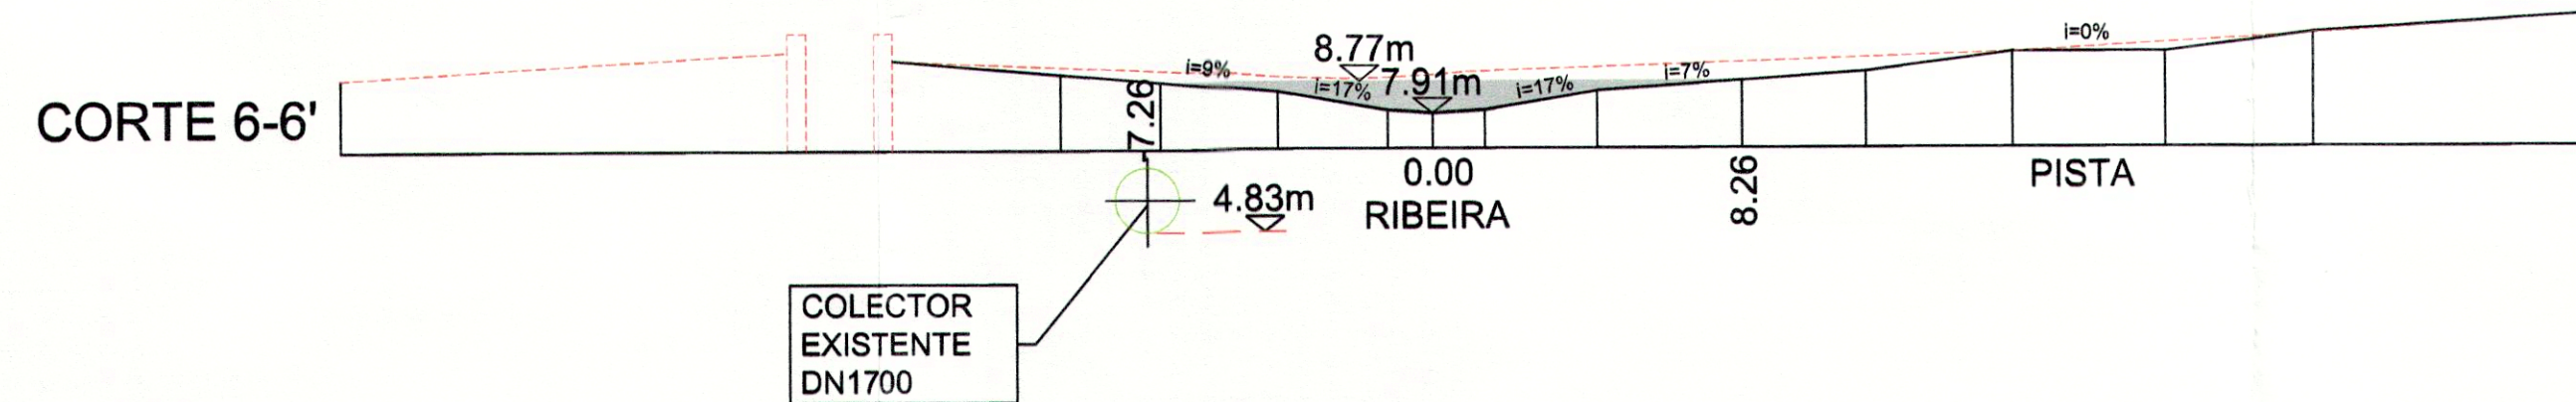 i=0%
8.77m
i=9%
i=7%
i=17%
7.91m
i=17%
CORTE 6-6'
-7.26
0.00
8.26
PISTA
4.83m
RIBEIRA
COLECTOR
EXISTENTE
DN1700